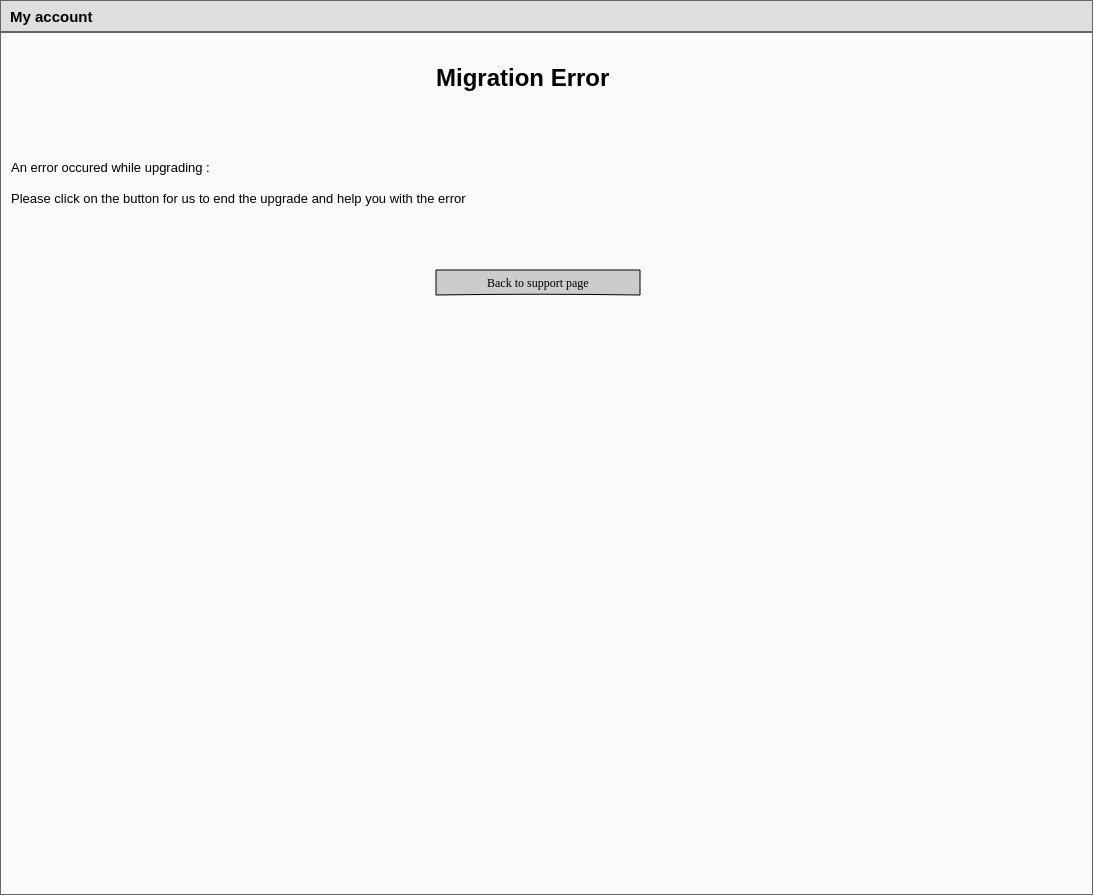 My account
Migration Error
An error occured while upgrading :
Please click on the button for us to end the upgrade and help you with the error
Back to support page